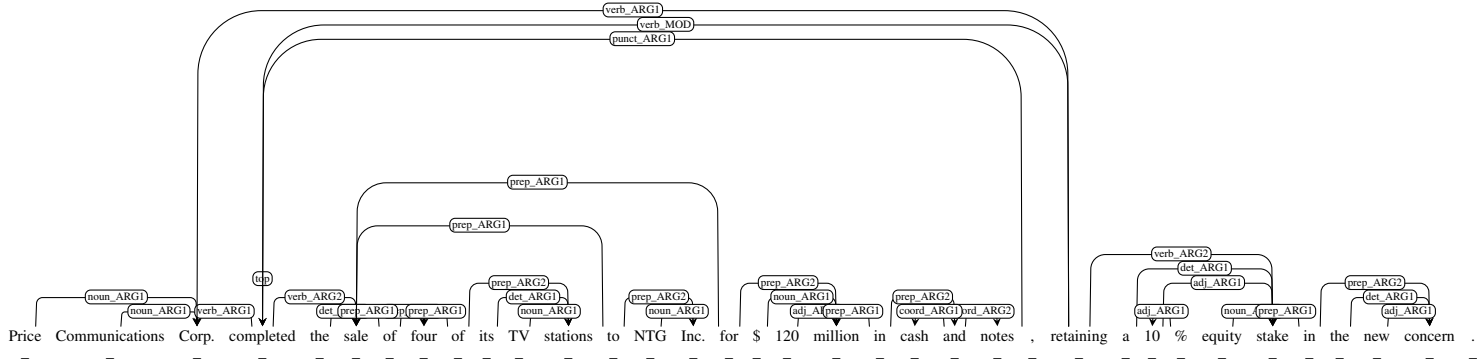 verb_ARG1
verb_MOD
punct_ARG1
prep_ARG1
prep_ARG1
verb_ARG2
det_ARG1
top
prep_ARG2 prep_ARG2 adj_ARG1 prep_ARG2
noun_ARG1 verb_ARG2 det_ARG1 prep_ARG2 noun_ARG1 prep_ARG2 det_ARG1
noun_ARG1 verb_ARG1 prep_ARG1 prep_ARG1 noun_ARG1 noun_ARG1 prep_ARG1 coord_ARG1 adj_ARG1 prep_ARG1 adj_ARG1
Price Communications Corp. completed the sale of four of its TV stations to NTG Inc. for $ 120 million in cash and notes , retaining a 10 % equity stake in the new concern .
_ _ _ _ _ _ _ _ _ _ _ _ _ _ _ _ _ _ _ _ _ _ _ _ _ _ _ _ _ _ _ _ _ _ _